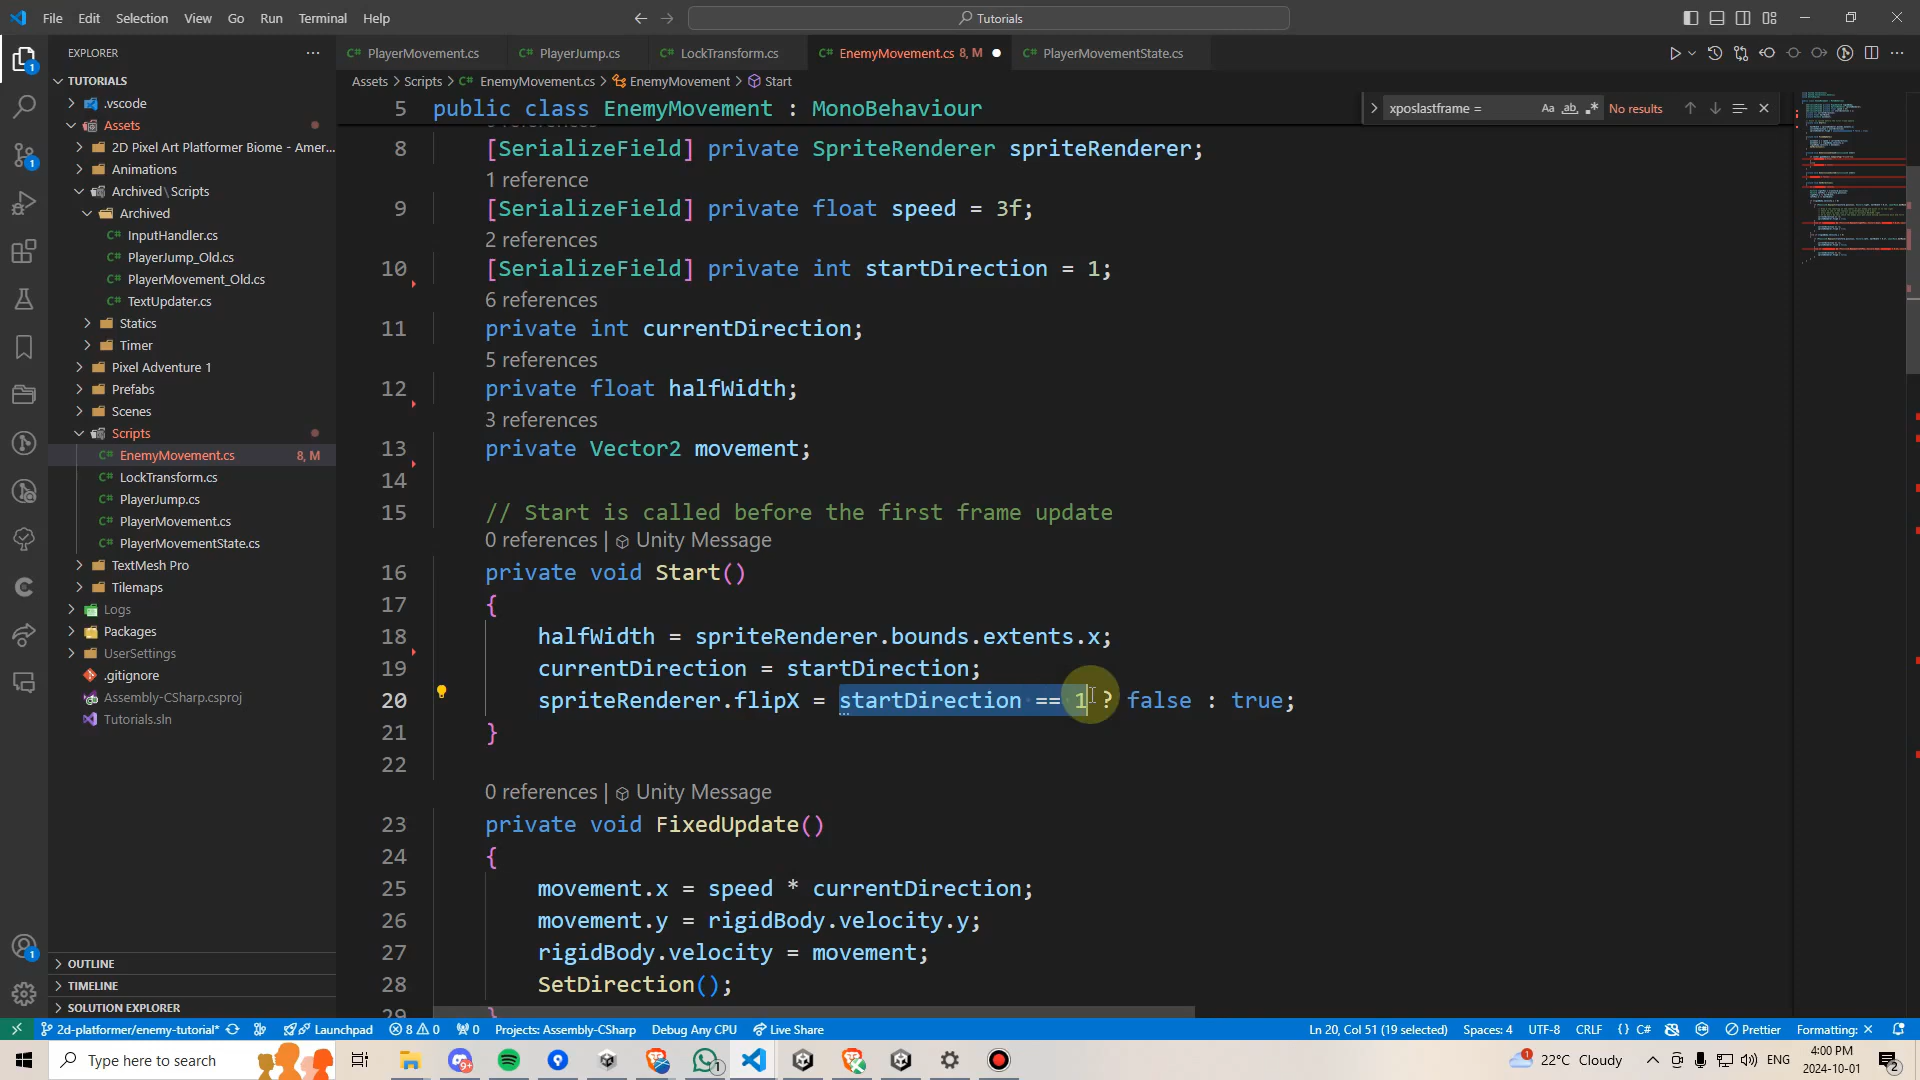 File Edit Selection View Go Run Terminal Help
Tutorials
EXPLORER
PlayerMovement.cs
PlayerJump.cs
LockTransform.cs
EnemyMovement.cs 8, M
PlayerMovementState.cs
Assets > Scripts > EnemyMovement.cs > EnemyMovement > Start
TUTORIALS
.vscode
Assets
2D Pixel Art Platformer Biome - Amer...
Animations
Archived\Scripts
Archived
InputHandler.cs
PlayerJump_Old.cs
PlayerMovement_Old.cs
TextUpdater.cs
Statics
Timer
Pixel Adventure 1
Prefabs
Scenes
Scripts
EnemyMovement.cs 8, M
LockTransform.cs
PlayerJump.cs
PlayerMovement.cs
PlayerMovementState.cs
TextMesh Pro
Tilemaps
Logs
Packages
UserSettings
.gitignore
Assembly-CSharp.csproj
Tutorials.sln
OUTLINE
TIMELINE
SOLUTION EXPLORER
5 public class EnemyMovement : MonoBehaviour
xposlastframe = Aa ab .* No results
8 [SerializeField] private SpriteRenderer spriteRenderer;
1 reference
9 [SerializeField] private float speed = 3f;
2 references
10 [SerializeField] private int startDirection = 1;
6 references
11 private int currentDirection;
5 references
12 private float halfWidth;
3 references
13 private Vector2 movement;
14
15 // Start is called before the first frame update
0 references | Unity Message
16 private void Start()
17 {
18 halfWidth = spriteRenderer.bounds.extents.x;
19 currentDirection = startDirection;
20 spriteRenderer.flipX = startDirection == 1 ? false : true;
21 }
22
0 references | Unity Message
23 private void FixedUpdate()
24 {
25 movement.x = speed * currentDirection;
26 movement.y = rigidBody.velocity.y;
27 rigidBody.velocity = movement;
28 SetDirection();
29 }
2d-platformer/enemy-tutorial* Launchpad 8 0 0 Projects: Assembly-CSharp Debug Any CPU Live Share Ln 20, Col 51 (19 selected) Spaces: 4 UTF-8 CRLF {} C# Prettier Formatting: ×
Type here to search
9+
1
22°C Cloudy ENG 4:00 PM
2024-10-01
2